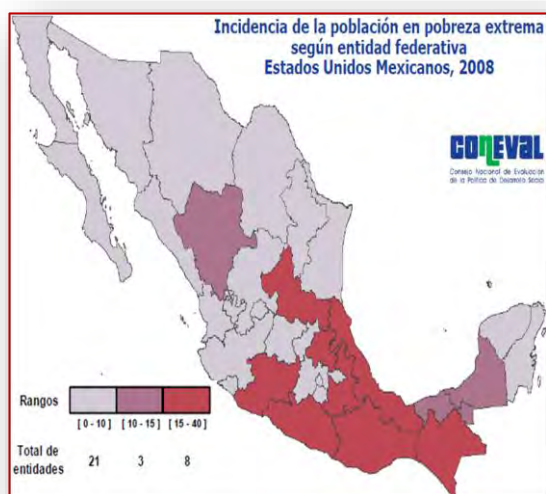 Incidencia de la población en pobreza extrema
según entidad federativa
Estados Unidos Mexicanos, 2008
CONEVAL
Consejo Nacional de Evaluación
de la Política de Desarrollo Social
Rangos
[ 0 - 10 ] [ 10 - 15 ] [ 15 - 40 ]
Total de
entidades
21 3 8